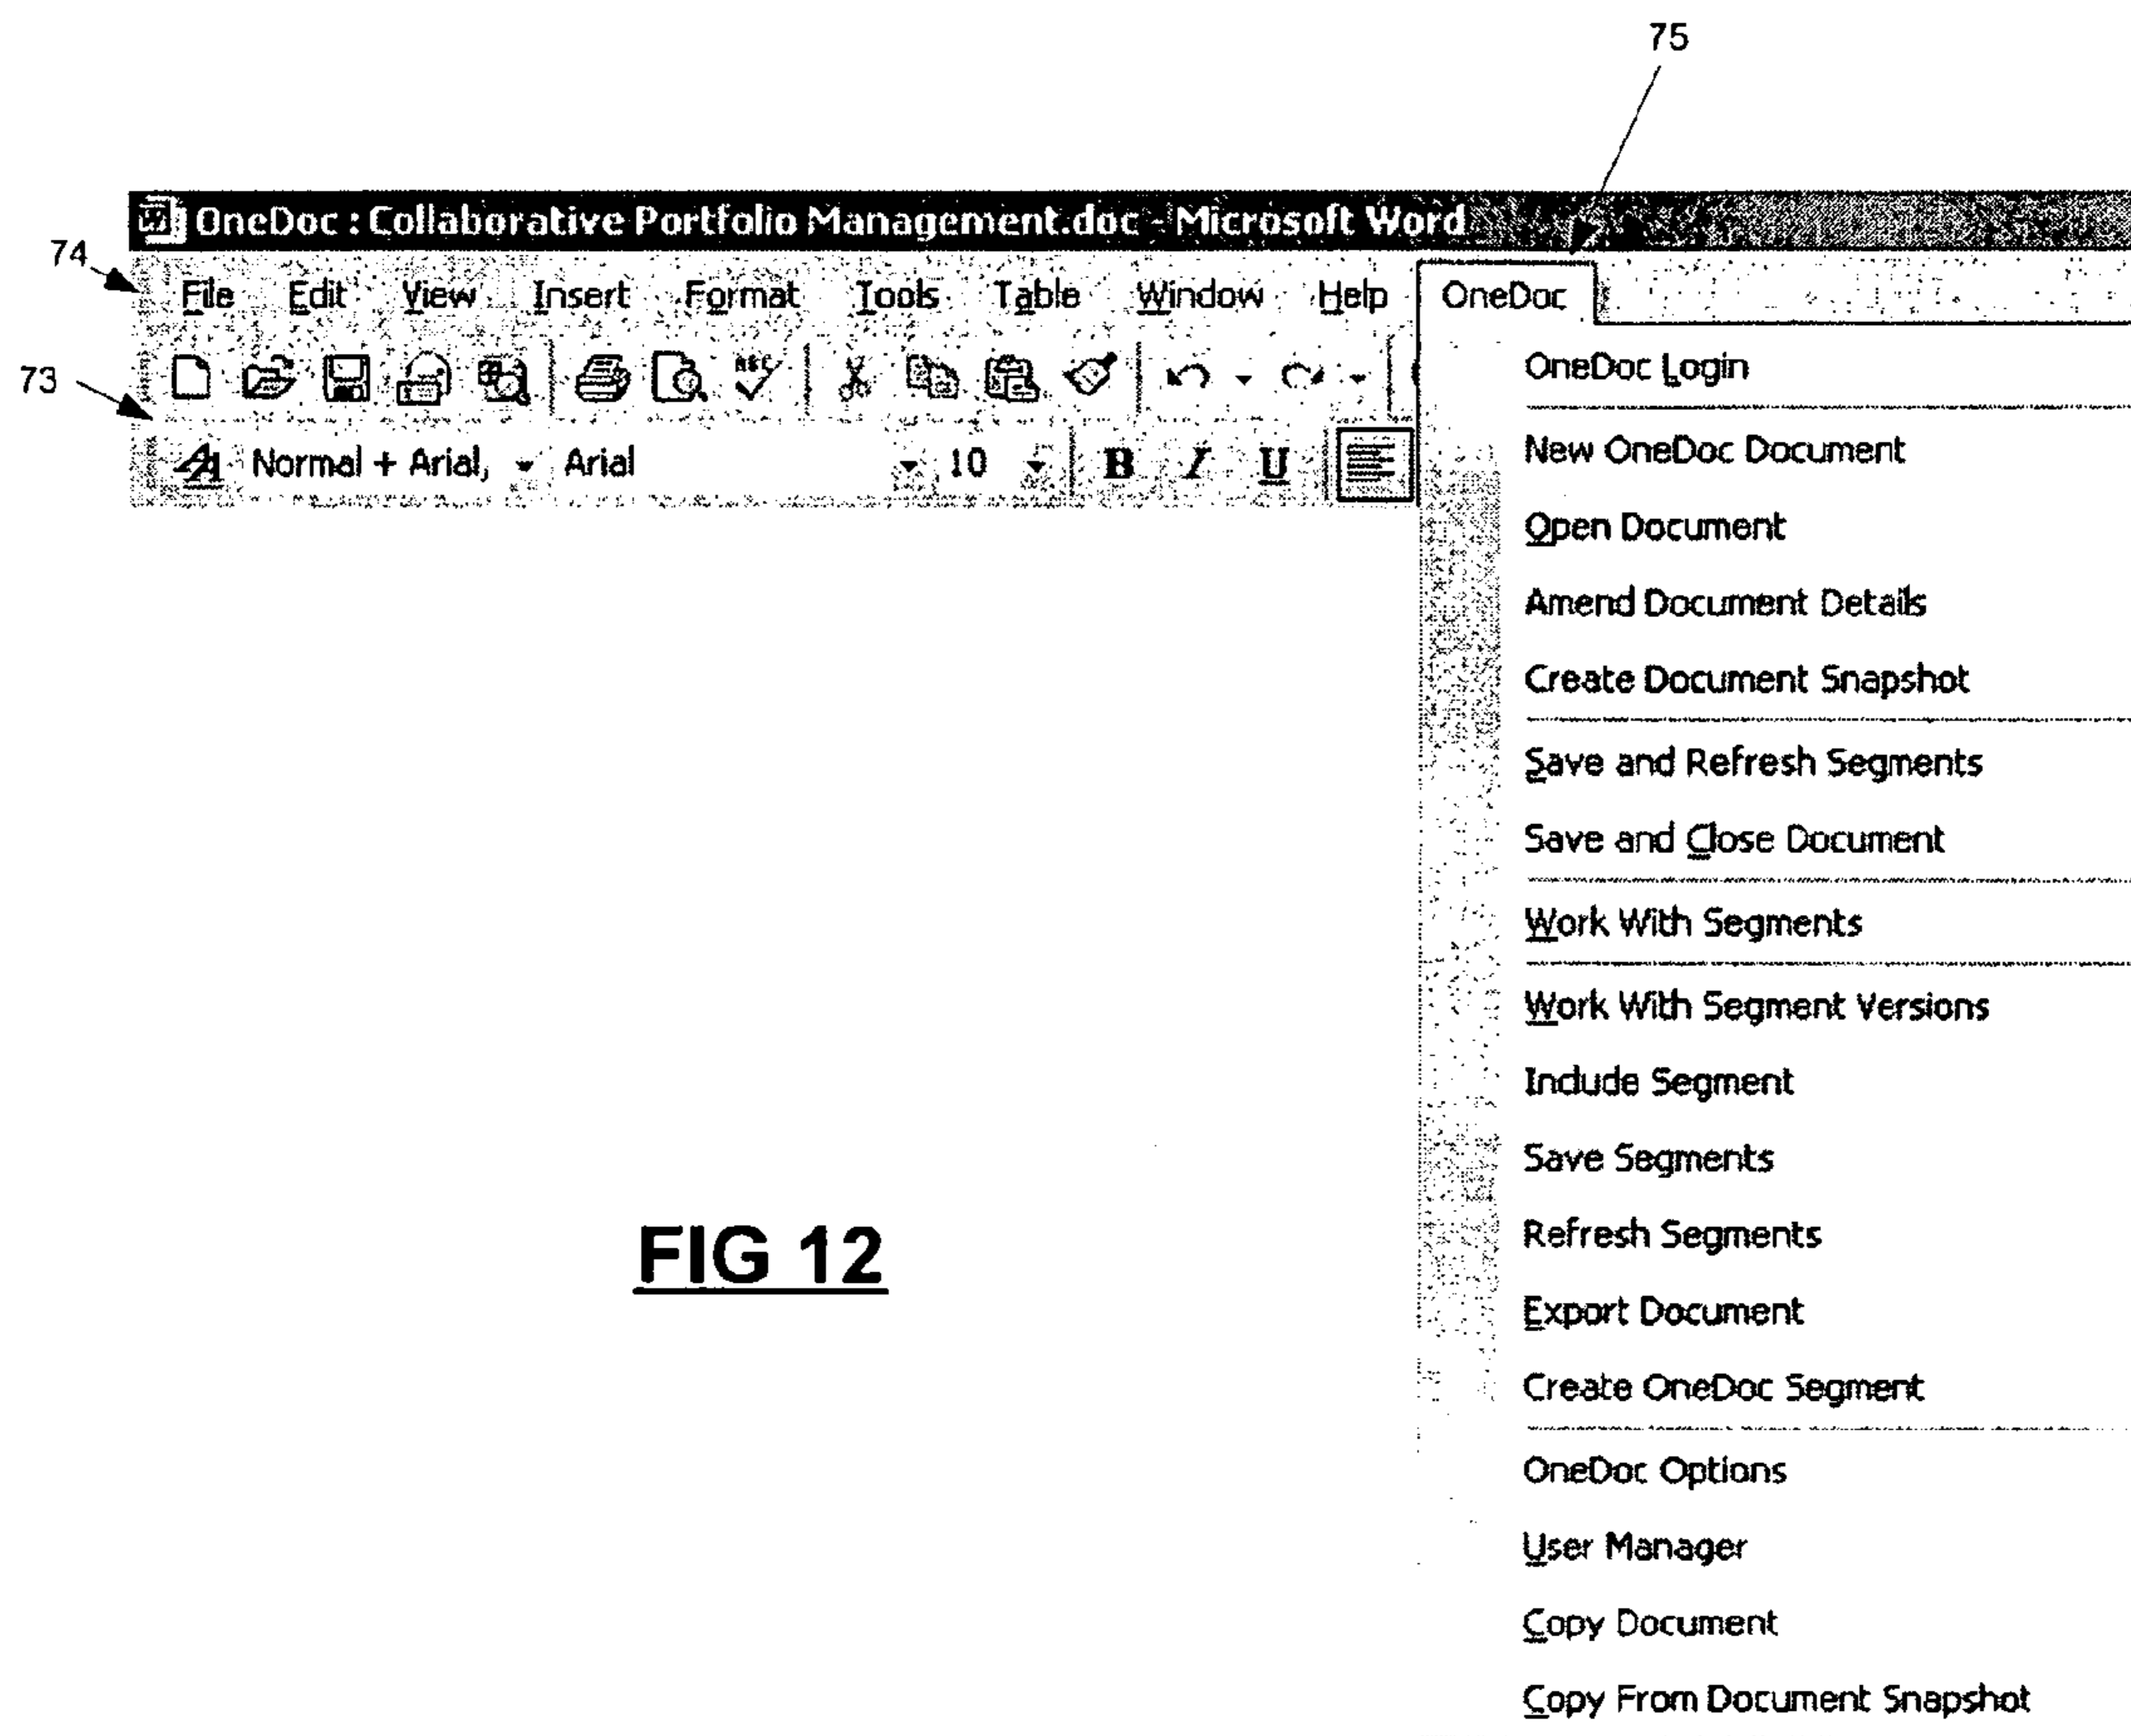 75
OneDoc : Collaborative Portfolio Management.doc - Microsoft Word
74
File Edit View Insert Format Tools Table Window Help OneDoc
73
ABC
Normal + Arial, Arial 10 B I U
OneDoc Login
New OneDoc Document
Open Document
Amend Document Details
Create Document Snapshot
Save and Refresh Segments
Save and Close Document
Work With Segments
Work With Segment Versions
Include Segment
Save Segments
Refresh Segments
Export Document
Create OneDoc Segment
OneDoc Options
User Manager
Copy Document
Copy From Document Snapshot
FIG 12